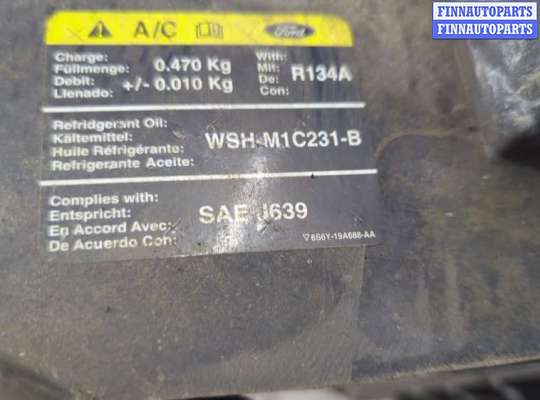 FINNAUTOPARTS
FINNAUTOPARTS
A/C Ford
Charge: With:
Füllmenge: 0.470 Kg Mit: R134A
Debit: +/- 0.010 Kg De:
Llenado: Con:
Refridgerant Oil:
Kältemittel: WSH-M1C231-B
Huile Réfrigérante:
Refrigerante Aceite:
Complies with:
Entspricht: SAE J639
En Accord Avec:
De Acuerdo Con:
6S6Y-19A688-AA